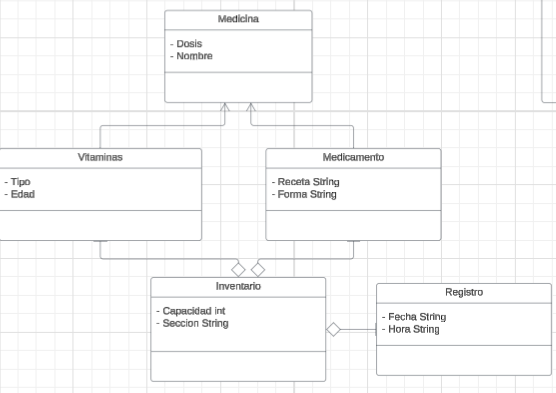 Medicina
- Dosis
- Nombre
Vitaminas
- Tipo
- Edad
Medicamento
- Receta String
- Forma String
Inventario
- Capacidad int
- Seccion String
Registro
- Fecha String
- Hora String